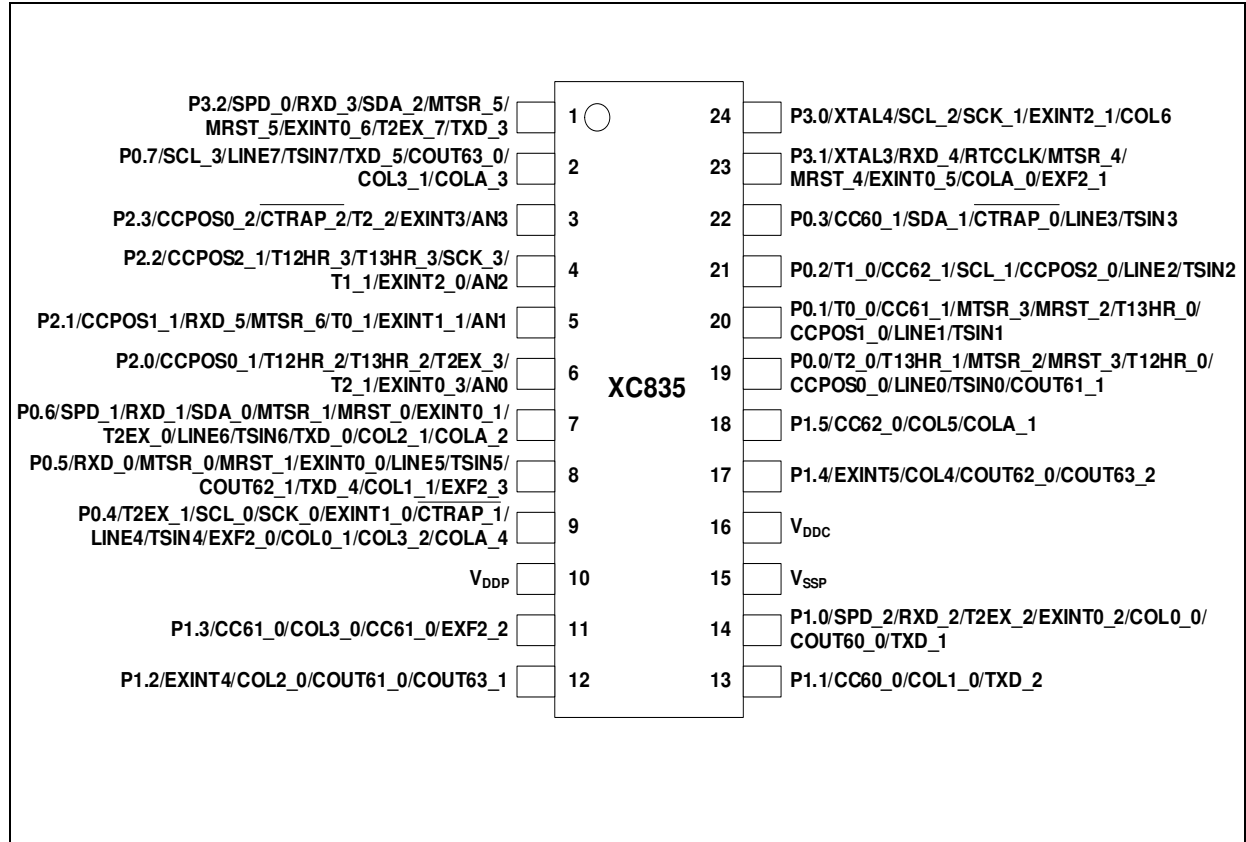 P3.2/SPD_0/RXD_3/SDA_2/MTSR_5/
MRST_5/EXINT0_6/T2EX_7/TXD_3
1
P0.7/SCL_3/LINE7/TSIN7/TXD_5/COUT63_0/
COL3_1/COLA_3
2
P2.3/CCPOS0_2/CTRAP_2/T2_2/EXINT3/AN3
3
P2.2/CCPOS2_1/T12HR_3/T13HR_3/SCK_3/
T1_1/EXINT2_0/AN2
4
P2.1/CCPOS1_1/RXD_5/MTSR_6/T0_1/EXINT1_1/AN1
5
P2.0/CCPOS0_1/T12HR_2/T13HR_2/T2EX_3/
T2_1/EXINT0_3/AN0
6
P0.6/SPD_1/RXD_1/SDA_0/MTSR_1/MRST_0/EXINT0_1/
T2EX_0/LINE6/TSIN6/TXD_0/COL2_1/COLA_2
7
P0.5/RXD_0/MTSR_0/MRST_1/EXINT0_0/LINE5/TSIN5/
COUT62_1/TXD_4/COL1_1/EXF2_3
8
P0.4/T2EX_1/SCL_0/SCK_0/EXINT1_0/CTRAP_1/
LINE4/TSIN4/EXF2_0/COL0_1/COL3_2/COLA_4
9
VDDP
10
P1.3/CC61_0/COL3_0/CC61_0/EXF2_2
11
P1.2/EXINT4/COL2_0/COUT61_0/COUT63_1
12
XC835
24
P3.0/XTAL4/SCL_2/SCK_1/EXINT2_1/COL6
23
P3.1/XTAL3/RXD_4/RTCCLK/MTSR_4/
MRST_4/EXINT0_5/COLA_0/EXF2_1
22
P0.3/CC60_1/SDA_1/CTRAP_0/LINE3/TSIN3
21
P0.2/T1_0/CC62_1/SCL_1/CCPOS2_0/LINE2/TSIN2
20
P0.1/T0_0/CC61_1/MTSR_3/MRST_2/T13HR_0/
CCPOS1_0/LINE1/TSIN1
19
P0.0/T2_0/T13HR_1/MTSR_2/MRST_3/T12HR_0/
CCPOS0_0/LINE0/TSIN0/COUT61_1
18
P1.5/CC62_0/COL5/COLA_1
17
P1.4/EXINT5/COL4/COUT62_0/COUT63_2
16
VDDC
15
VSSP
14
P1.0/SPD_2/RXD_2/T2EX_2/EXINT0_2/COL0_0/
COUT60_0/TXD_1
13
P1.1/CC60_0/COL1_0/TXD_2